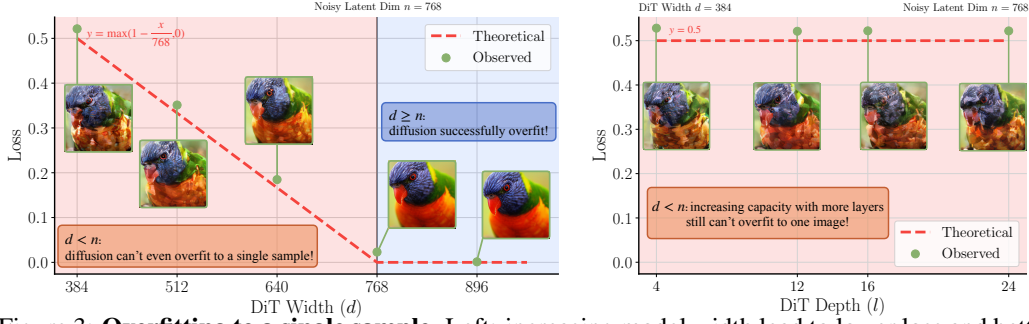 Noisy Latent Dim n = 768
y = max(1 − x/768, 0)
Theoretical
Observed
d ≥ n:
diffusion successfully overfit!
d < n:
diffusion can't even overfit to a single sample!
Loss
0.5
0.4
0.3
0.2
0.1
0.0
384
512
640
768
896
DiT Width (d)
DiT Width d = 384
Noisy Latent Dim n = 768
y = 0.5
d < n: increasing capacity with more layers
still can't overfit to one image!
Theoretical
Observed
Loss
0.5
0.4
0.3
0.2
0.1
0.0
4
12
16
24
DiT Depth (l)